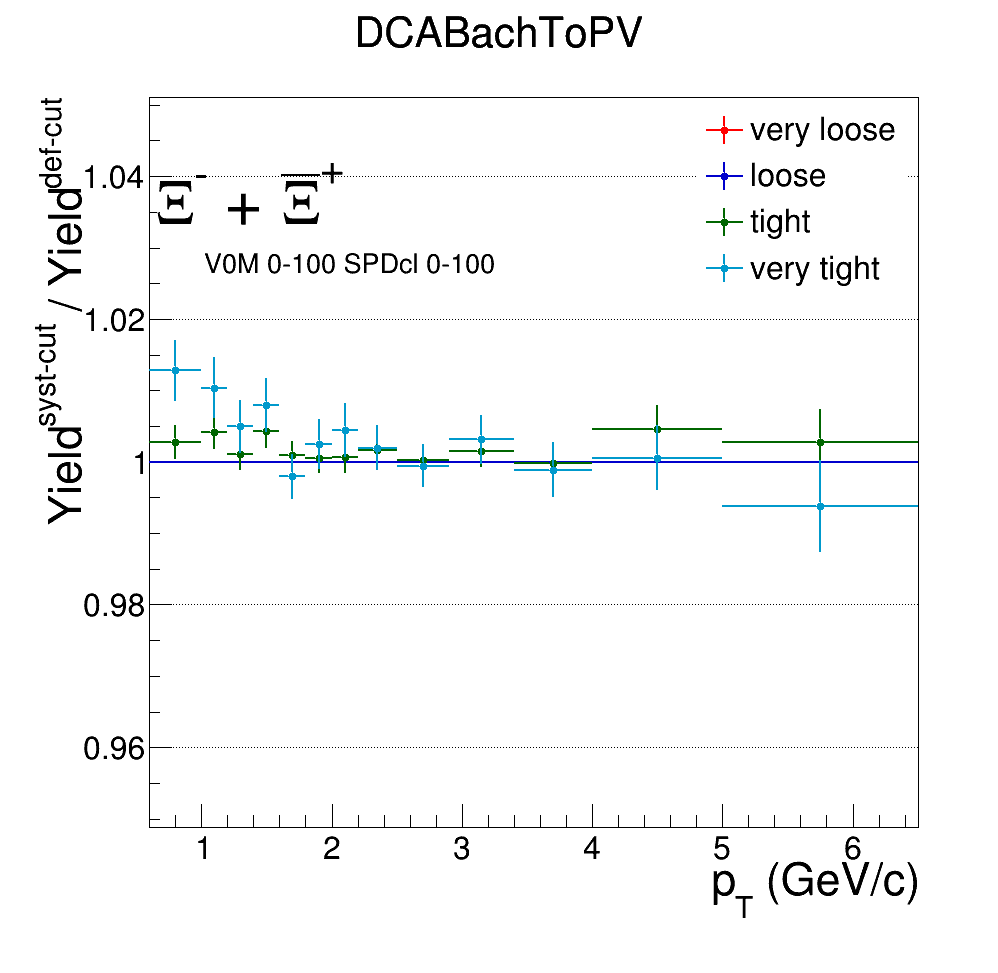 DCABachToPV
Yield^syst-cut / Yield^def-cut
Ξ^- + Ξ̅^+
V0M 0-100 SPDcl 0-100
very loose
loose
tight
very tight
1.04
1.02
1
0.98
0.96
1 2 3 4 5 6
p_T (GeV/c)